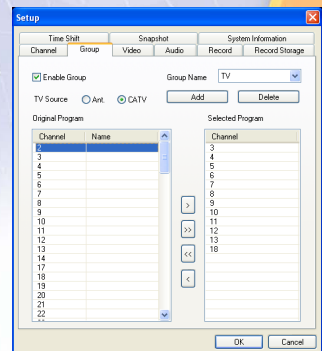 Setup
Time Shift Snapshot System Information
Channel Group Video Audio Record Record Storage
Enable Group Group Name TV
TV Source Ant. CATV Add Delete
Original Program Selected Program
Channel Name Channel
2 3
3 4
4 5
5 6
6 7
7 8
8 9
9 10
10 11
11 12
12 13
13 18
14
17
18
19
20
21
22
>
>>
<<
<
OK Cancel